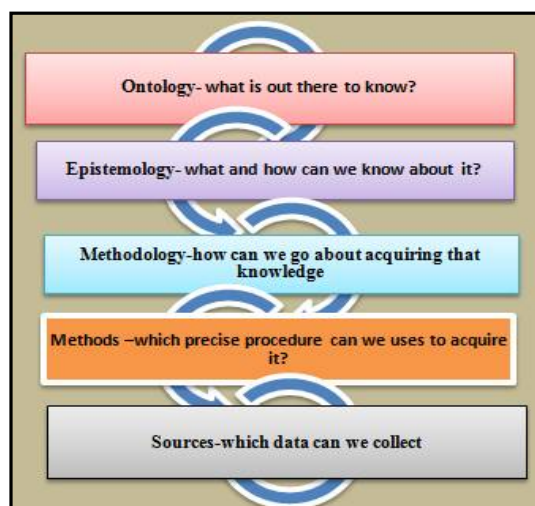 Ontology- what is out there to know?
Epistemology- what and how can we know about it?
Methodology-how can we go about acquiring that
knowledge
Methods –which precise procedure can we uses to acquire
it?
Sources-which data can we collect